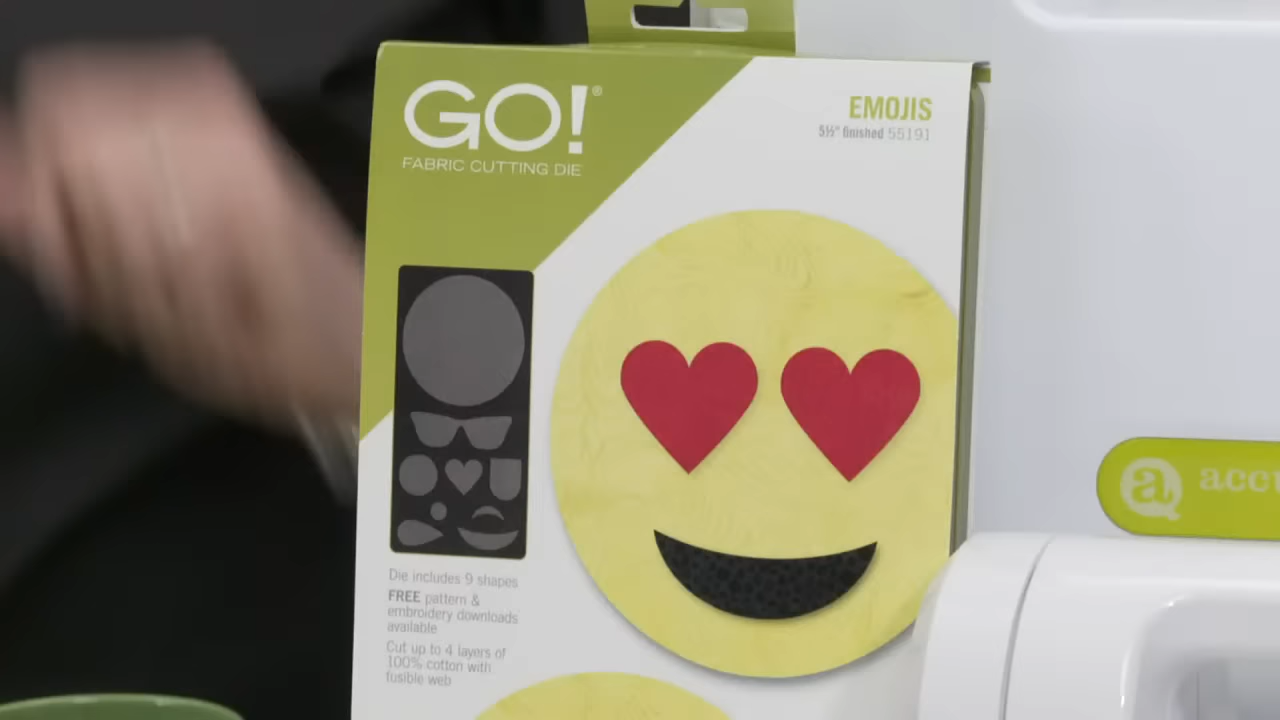 GO!®
FABRIC CUTTING DIE
EMOJIS
5½" finished 55191
Die includes 9 shapes
FREE pattern &
embroidery downloads
available
Cut up to 4 layers of
100% cotton with
fusible web
a
accu